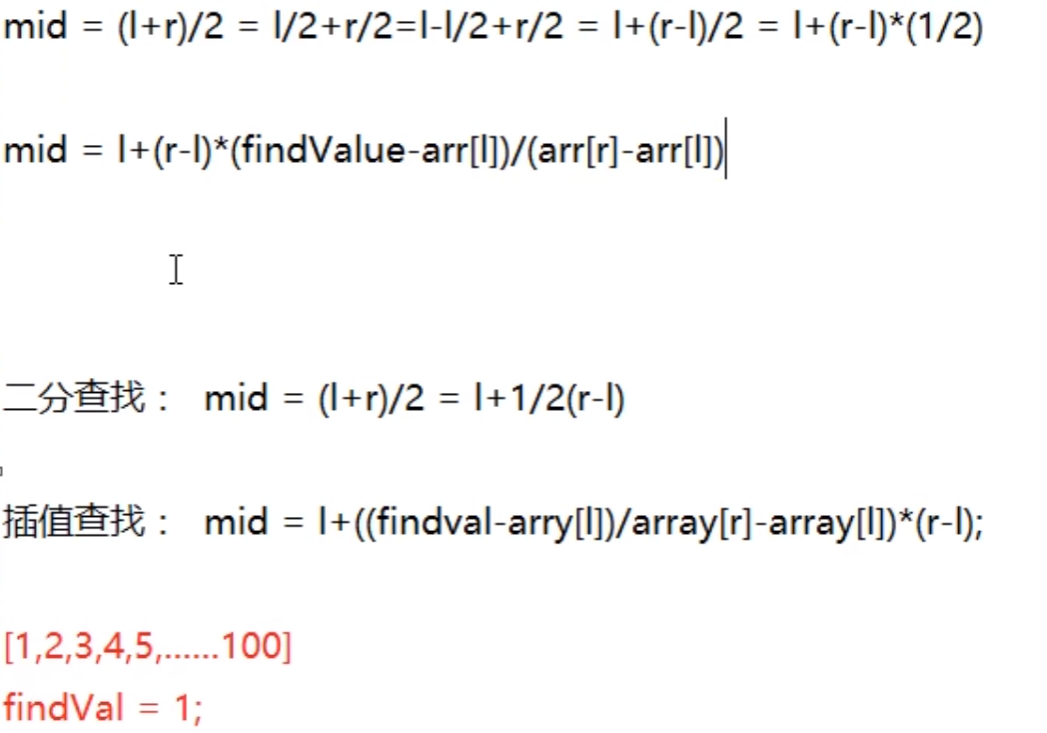 mid = (l+r)/2 = l/2+r/2=l-l/2+r/2 = l+(r-l)/2 = l+(r-l)*(1/2)
mid = l+(r-l)*(findValue-arr[l])/(arr[r]-arr[l])
二分查找： mid = (l+r)/2 = l+1/2(r-l)
插值查找： mid = l+((findval-arry[l])/array[r]-array[l])*(r-l);
[1,2,3,4,5,......100]
findVal = 1;